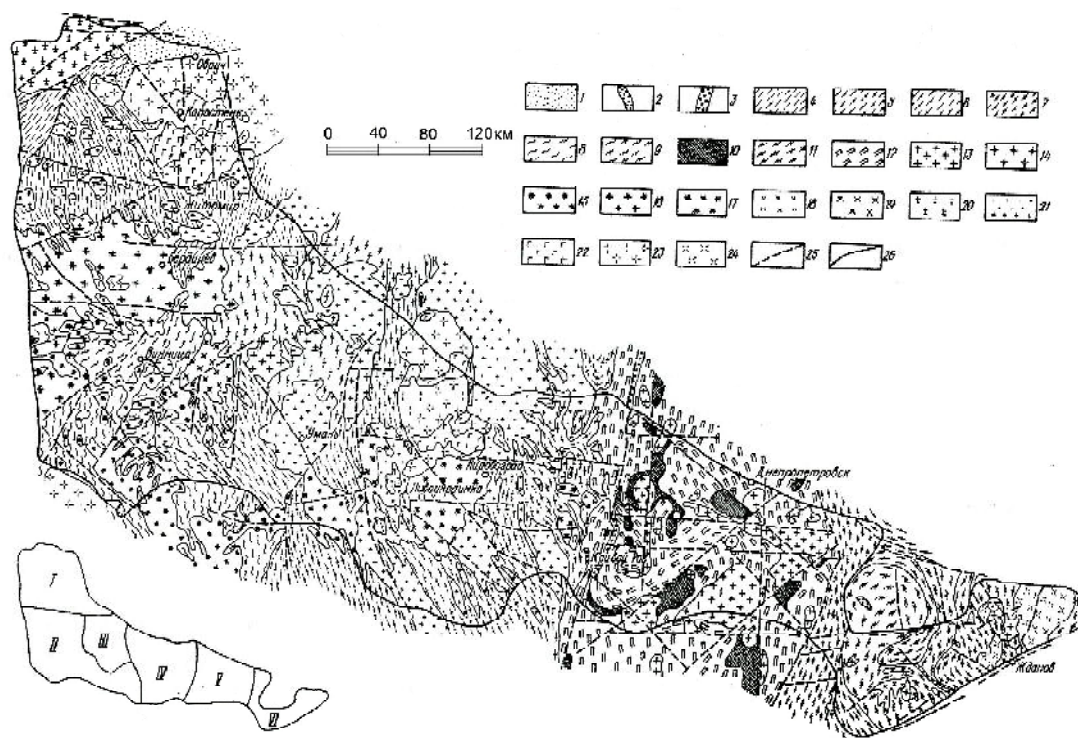 Овруч
Коростень
0 40 80 120 КМ
1 2 3 4 5 6 7
8 9 10 11 12 13 14
15 16 17 18 19 20 21
22 23 24 25 26
Житомир
Бердичев
Винница
Умань
Кировоград
Днепропетровск
Кривой Рог
Жданов
I
II
III
IV
V
VI